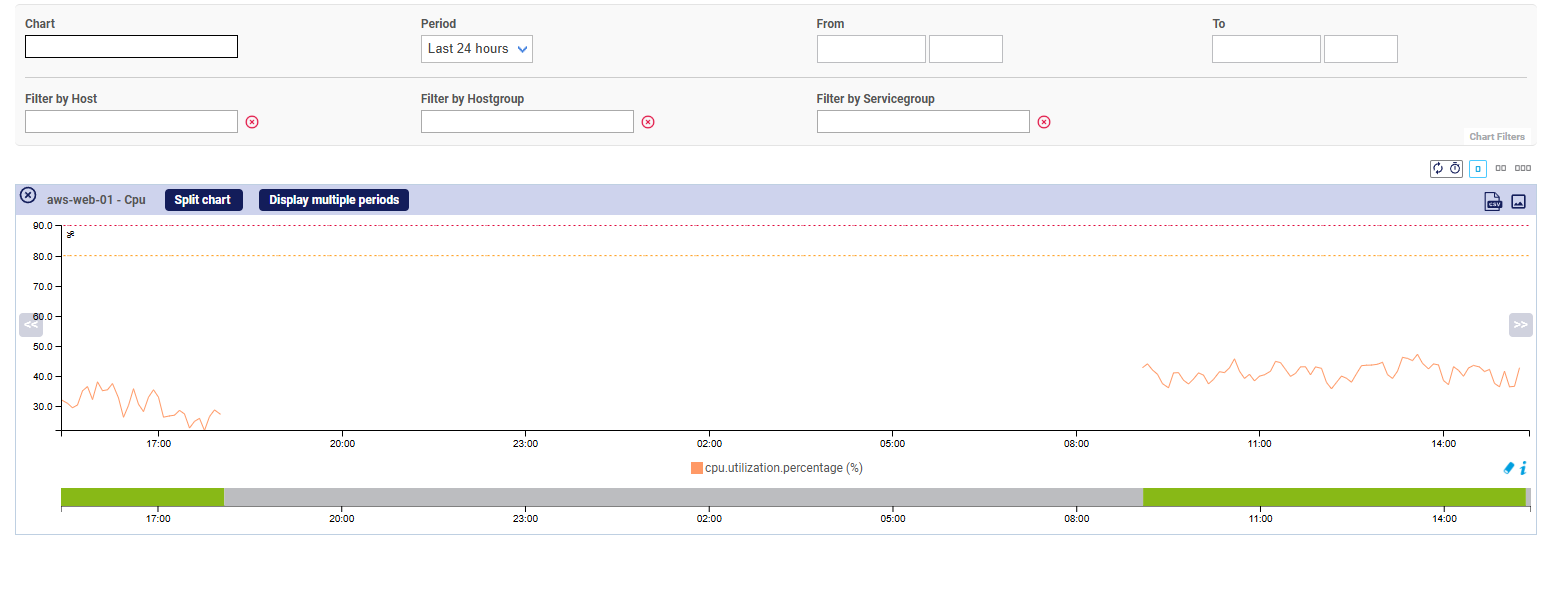 Chart Period From To
Last 24 hours
Filter by Host Filter by Hostgroup Filter by Servicegroup
Chart Filters
aws-web-01 - Cpu Split chart Display multiple periods CSV
90.0
%
80.0
70.0
60.0
<< >>
50.0
40.0
30.0
17:00 20:00 23:00 02:00 05:00 08:00 11:00 14:00
cpu.utilization.percentage (%)
17:00 20:00 23:00 02:00 05:00 08:00 11:00 14:00